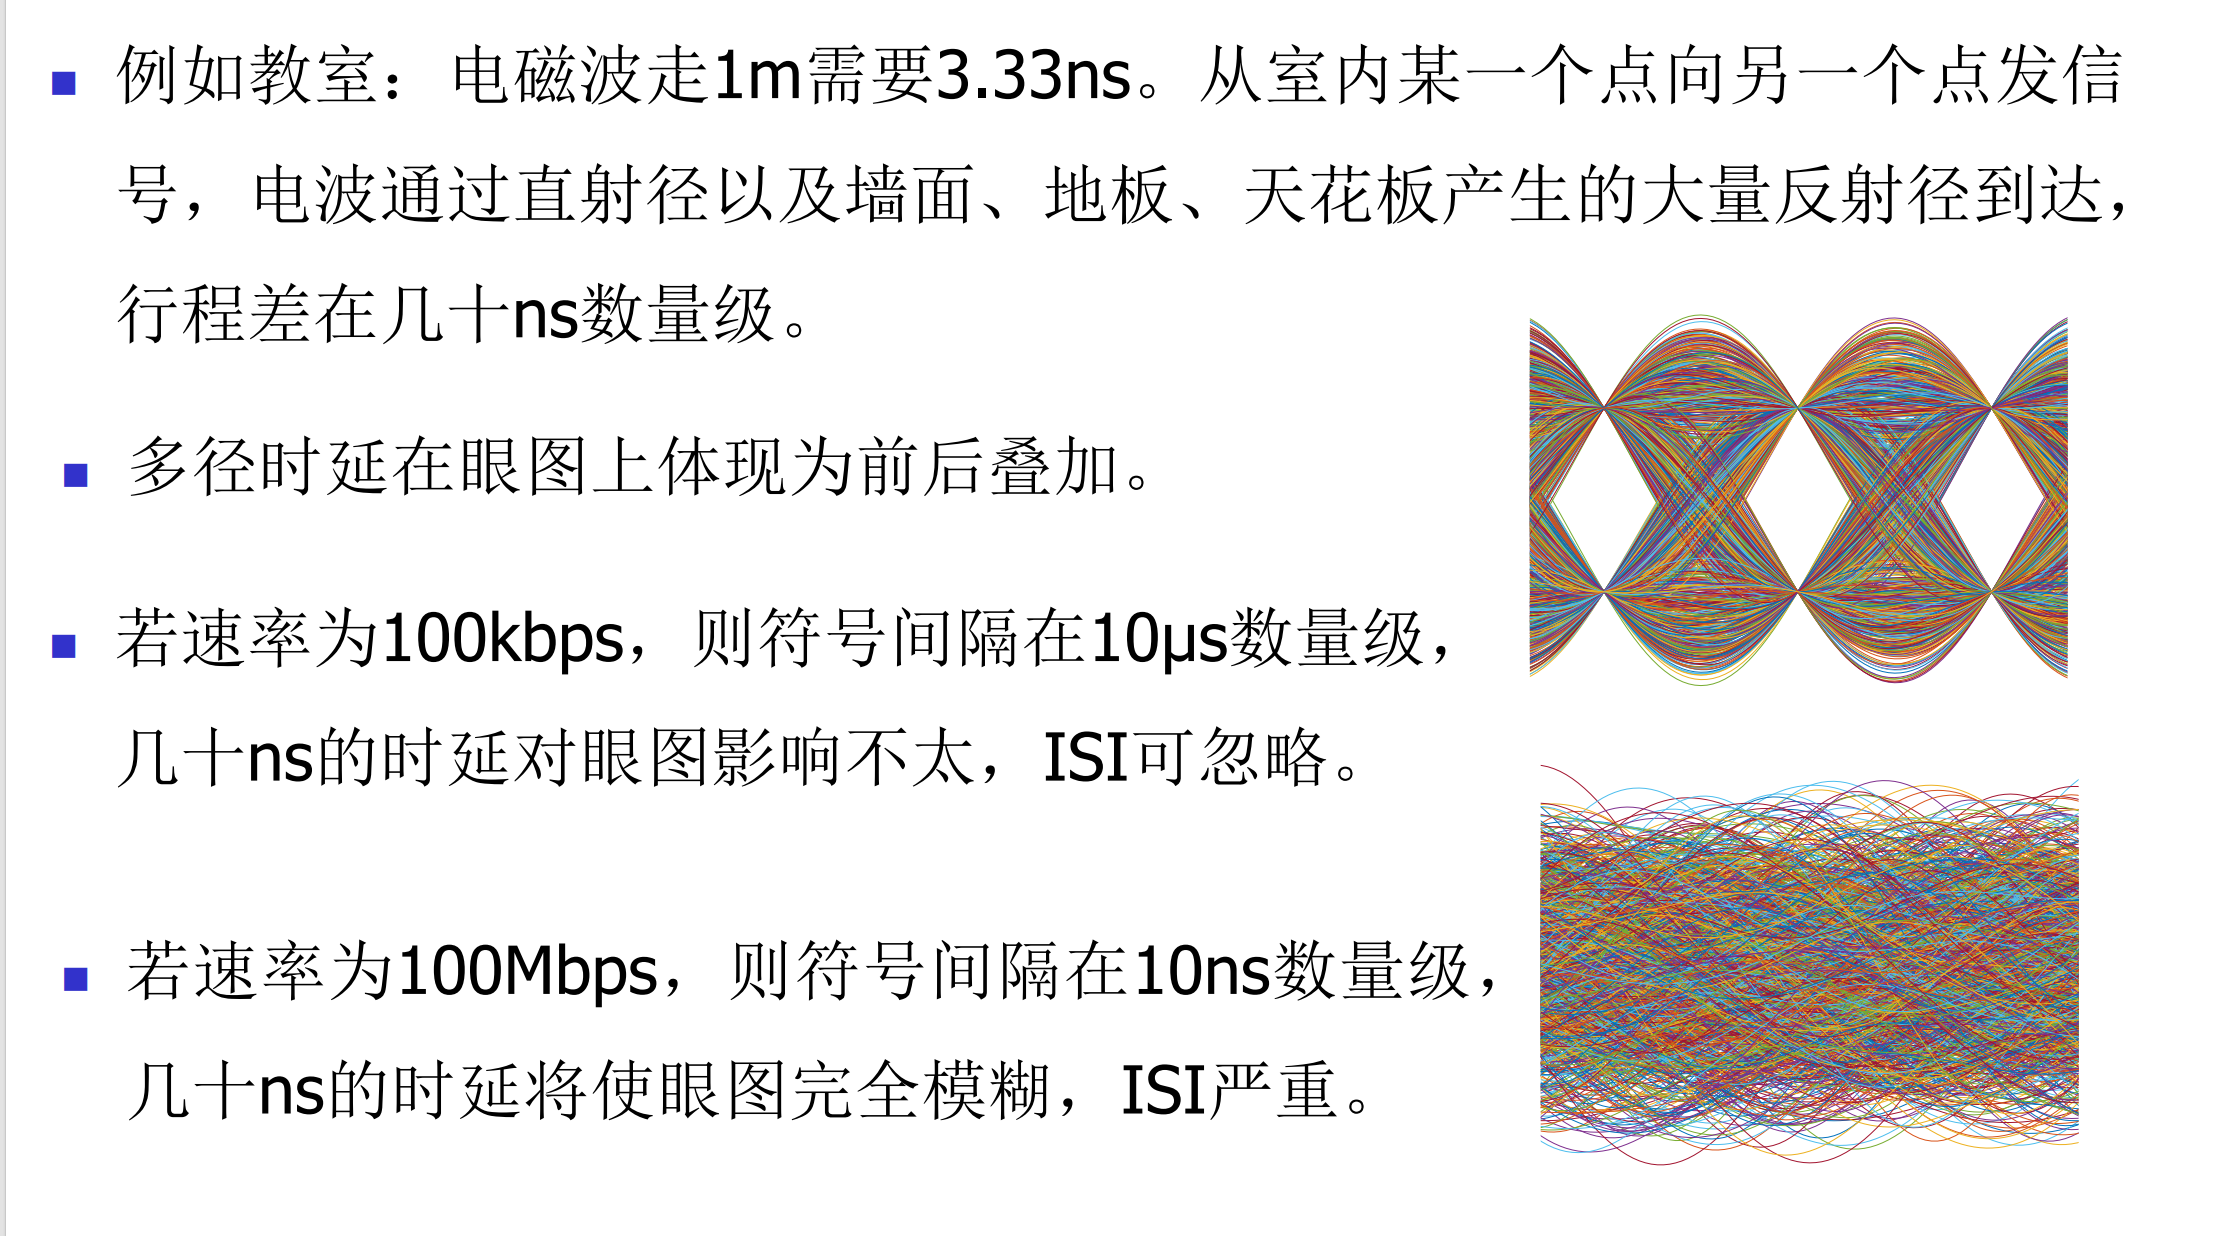 例如教室：电磁波走1m需要3.33ns。从室内某一个点向另一个点发信
号，电波通过直射径以及墙面、地板、天花板产生的大量反射径到达，
行程差在几十ns数量级。
多径时延在眼图上体现为前后叠加。
若速率为100kbps，则符号间隔在10μs数量级，
几十ns的时延对眼图影响不太，ISI可忽略。
若速率为100Mbps，则符号间隔在10ns数量级，
几十ns的时延将使眼图完全模糊，ISI严重。